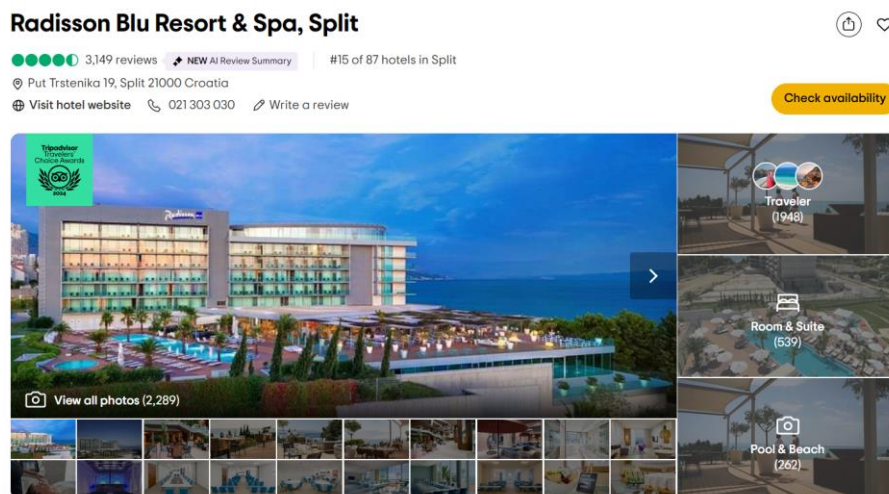 Radisson Blu Resort & Spa, Split
3,149 reviews NEW AI Review Summary #15 of 87 hotels in Split
Put Trstenika 19, Split 21000 Croatia
Visit hotel website 021 303 030 Write a review
Check availability
Tripadvisor
Travelers'
Choice Awards
2024
Radisson
Traveler
(1948)
Room & Suite
(539)
View all photos (2,289)
Pool & Beach
(262)